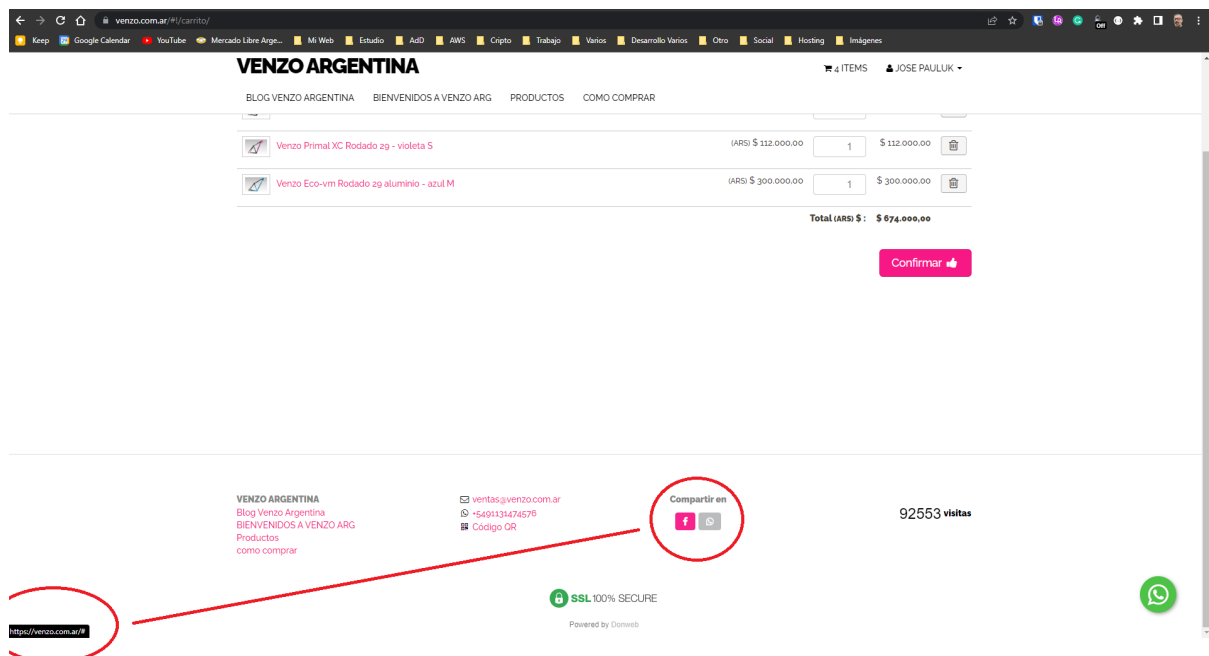 venzo.com.ar/#!/carrito/
Off
Keep Google Calendar YouTube Mercado Libre Arge... Mi Web Estudio AdD AWS Cripto Trabajo Varios Desarrollo Varios Otro Social Hosting Imágenes
VENZO ARGENTINA
4 ITEMS JOSE PAULUK
BLOG VENZO ARGENTINA BIENVENIDOS A VENZO ARG PRODUCTOS COMO COMPRAR
Venzo Primal XC Rodado 29 - violeta S (ARS) $ 112.000,00 1 $ 112.000,00
Venzo Eco-vm Rodado 29 aluminio - azul M (ARS) $ 300.000,00 1 $ 300.000,00
Total (ARS) $ : $ 674.000,00
Confirmar
VENZO ARGENTINA
Blog Venzo Argentina
BIENVENIDOS A VENZO ARG
Productos
como comprar
ventas@venzo.com.ar
+5491131474576
Código QR
Compartir en
92553 visitas
SSL 100% SECURE
Powered by Donweb
https://venzo.com.ar/#